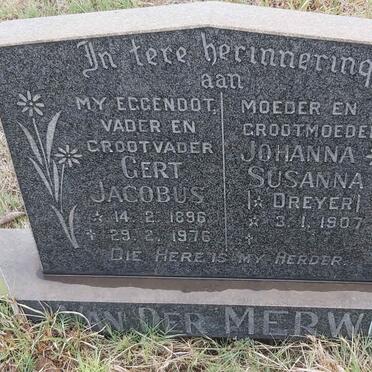 In tere herinnering
aan
MY EGGENOOT,
VADER EN
GROOTVADER
GERT
JACOBUS
* 14.2.1896
+ 29.2.1976
MOEDER EN
GROOTMOEDER
JOHANNA
SUSANNA
(* DREYER)
* 3.1.1907
+
DIE HERE IS MY HERDER.
VAN DER MERW